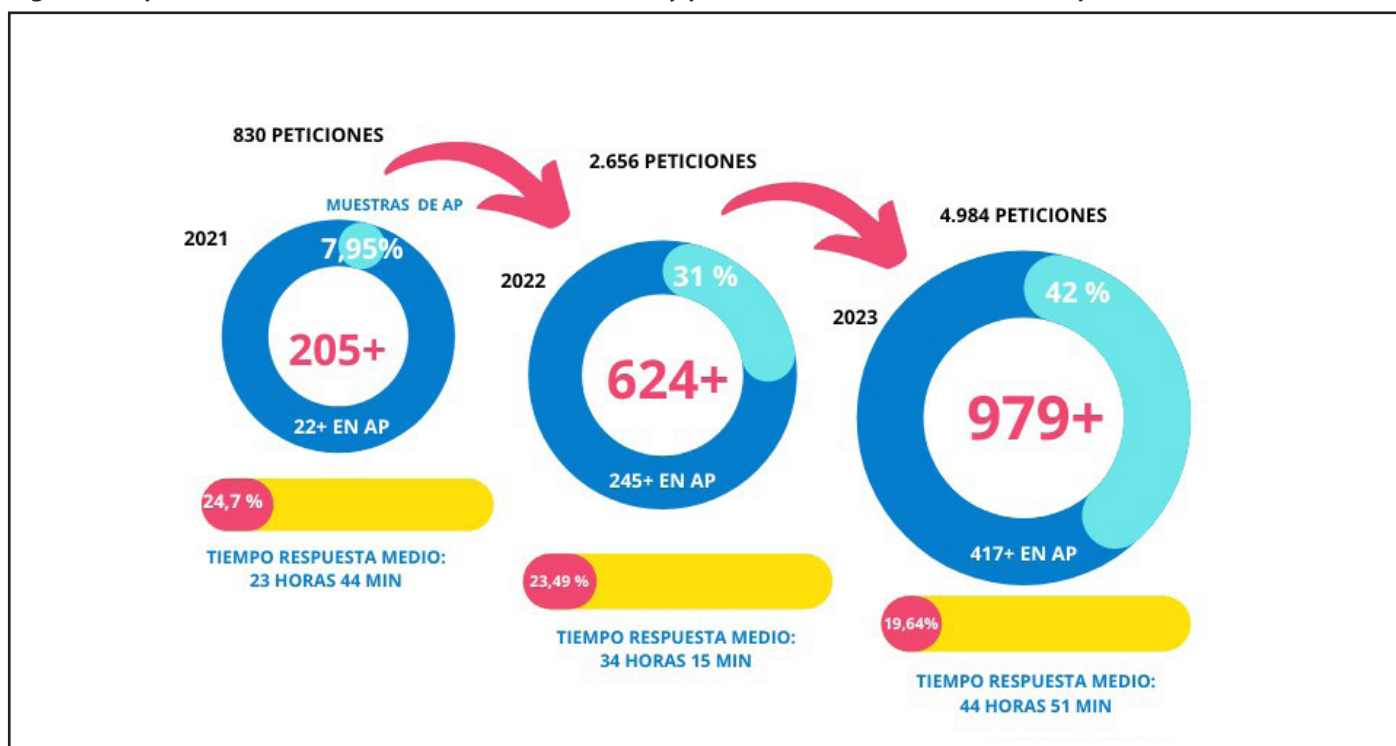 830 PETICIONES
MUESTRAS DE AP
2021
7,95%
205+
22+ EN AP
24,7 %
TIEMPO RESPUESTA MEDIO:
23 HORAS 44 MIN
2.656 PETICIONES
2022
31 %
624+
245+ EN AP
23,49 %
TIEMPO RESPUESTA MEDIO:
34 HORAS 15 MIN
4.984 PETICIONES
2023
42 %
979+
417+ EN AP
19,64%
TIEMPO RESPUESTA MEDIO:
44 HORAS 51 MIN